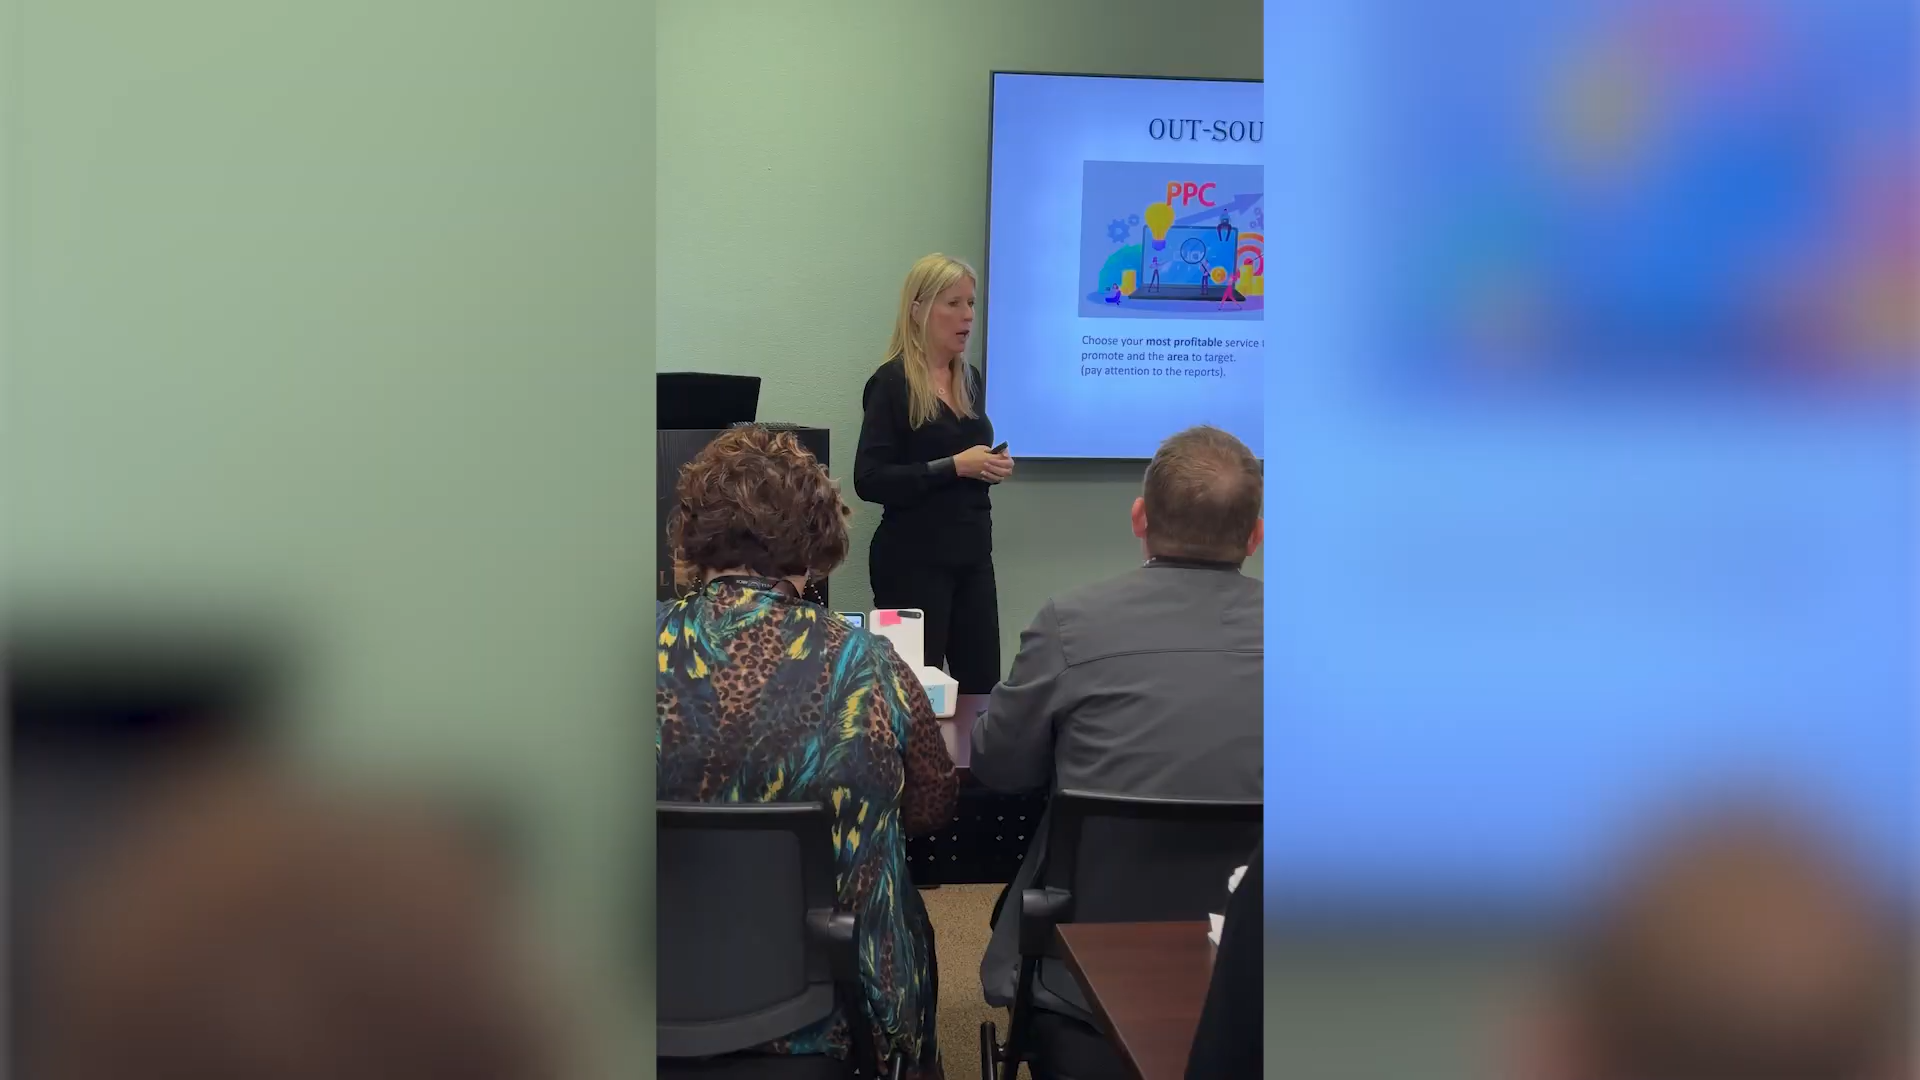 OUT-SOU
PPC
Choose your most profitable service
promote and the area to target.
(pay attention to the reports).